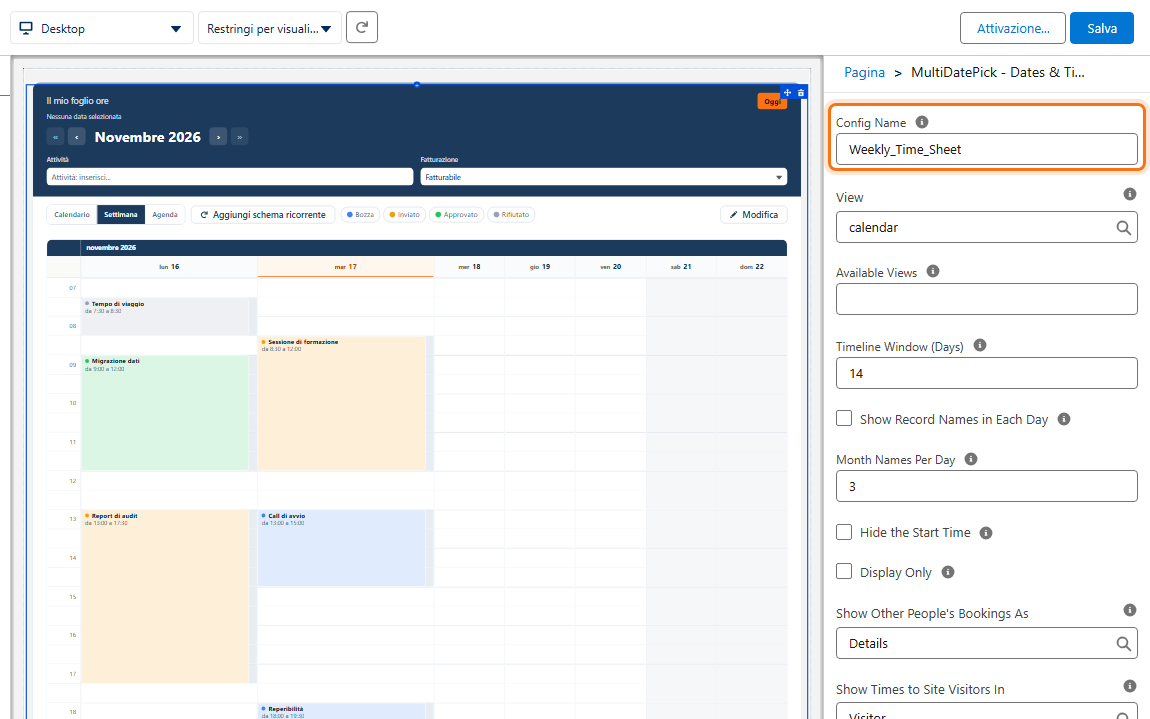 Desktop
Restringi per visuali...
Attivazione...
Salva
Pagina > MultiDatePick - Dates & Ti...
Il mio foglio ore
Nessuna data selezionata
Oggi
« ‹ Novembre 2026 › »
Attività
Fatturazione
Attività: inserisci...
Fatturabile
Calendario
Settimana
Agenda
Aggiungi schema ricorrente
Bozza
Inviato
Approvato
Rifiutato
Modifica
novembre 2026
lun 16
mar 17
mer 18
gio 19
ven 20
sab 21
dom 22
07
Tempo di viaggio
da 7:30 a 8:30
08
Sessione di formazione
da 8:30 a 12:00
Migrazione dati
da 9:00 a 12:00
09
10
11
12
Report di audit
da 13:00 a 17:30
Call di avvio
da 13:00 a 15:00
13
14
15
16
17
Reperibilità
da 18:00 a 19:30
18
Config Name
Weekly_Time_Sheet
View
calendar
Available Views
Timeline Window (Days)
14
Show Record Names in Each Day
Month Names Per Day
3
Hide the Start Time
Display Only
Show Other People's Bookings As
Details
Show Times to Site Visitors In
Visitor